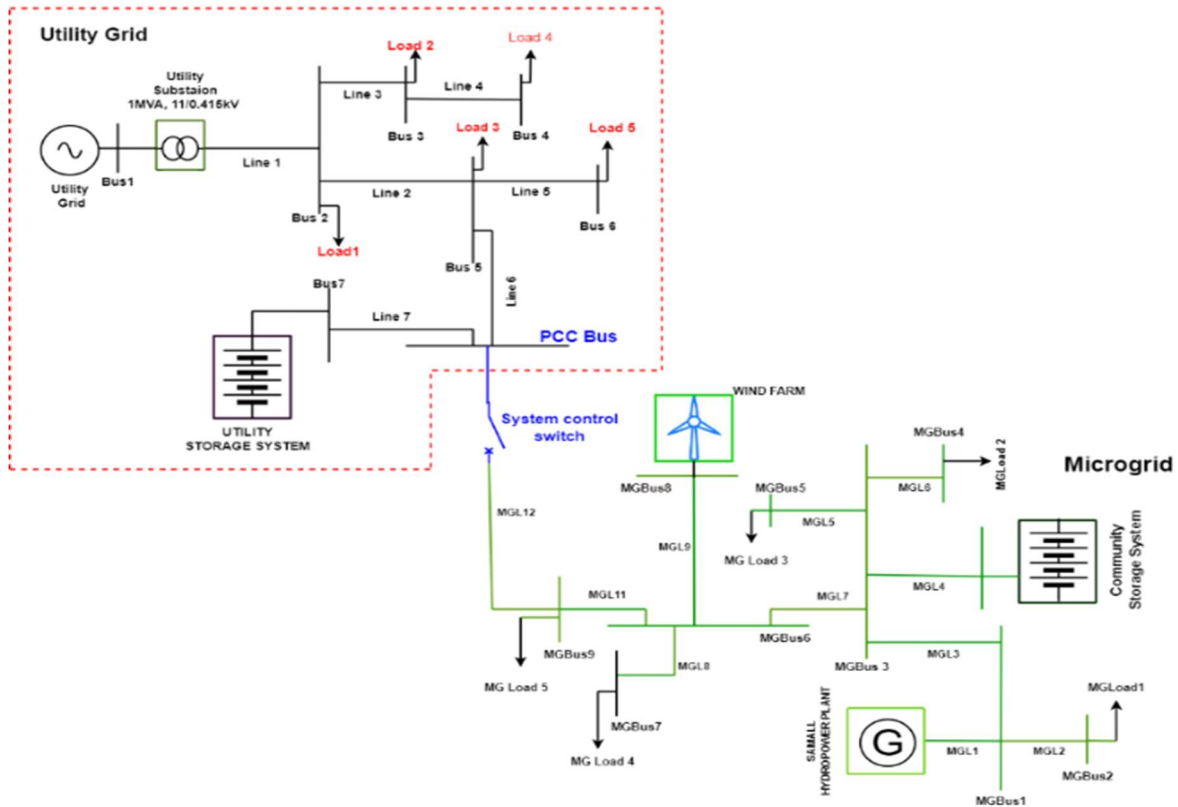 Utility Grid
Load 2
Load 4
Utility
Substaion
1MVA, 11/0.415kV
Line 3
Line 4
Bus 3
Bus 4
Load 3
Load 5
Bus1
Line 1
Utility
Grid
Line 2
Line 5
Bus 2
Bus 6
Load1
Bus 5
Bus7
Line 6
Line 7
PCC Bus
UTILITY
STORAGE SYSTEM
System control
switch
WIND FARM
MGBus4
MGLoad 2
Microgrid
MGBus8
MGBus5
MGL6
MGL12
MGL5
MGL9
MG Load 3
Community
Storage System
MGL4
MGL11
MGL7
MGBus6
MGBus9
MGL8
MGBus 3
MGL3
MG Load 5
MGLoad1
MGBus7
SAMALL
HYDROPOWER PLANT
G
MGL1
MGL2
MG Load 4
MGBus2
MGBus1